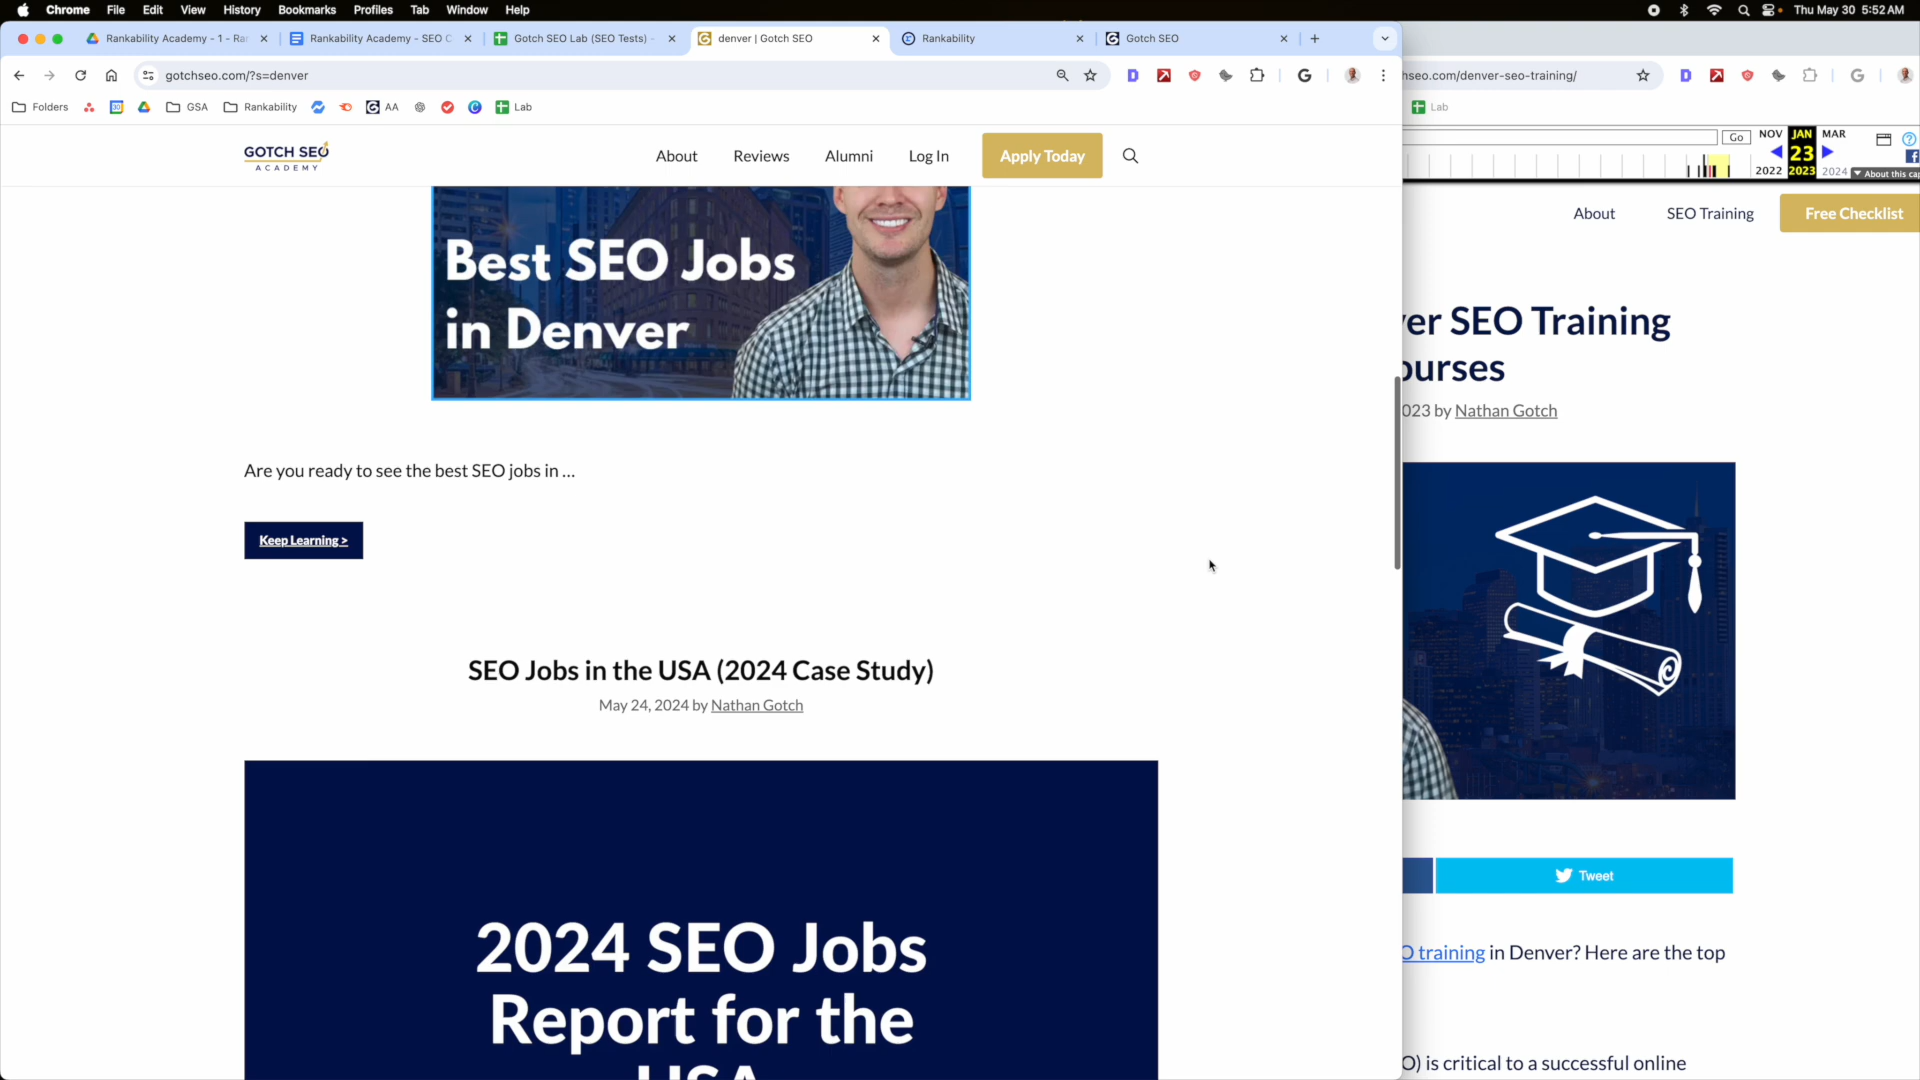 Chrome File Edit View History Bookmarks Profiles Tab Window Help
Thu May 30 5:52 AM
Rankability Academy - 1 - Ra
Rankability Academy - SEO C
Gotch SEO Lab (SEO Tests) -
denver | Gotch SEO
Rankability
Gotch SEO
gotchseo.com/?s=denver
hseo.com/denver-seo-training/
Folders
30
GSA
Rankability
AA
Lab
Lab
GOTCH SEO
ACADEMY
About
Reviews
Alumni
Log In
Apply Today
Go
NOV JAN MAR
23
2022 2023 2024
About this cap
About
SEO Training
Free Checklist
Best SEO Jobs
in Denver
Are you ready to see the best SEO jobs in ...
Keep Learning >
SEO Jobs in the USA (2024 Case Study)
May 24, 2024 by Nathan Gotch
2024 SEO Jobs
Report for the
USA
er SEO Training
ourses
023 by Nathan Gotch
Tweet
O training in Denver? Here are the top
O) is critical to a successful online